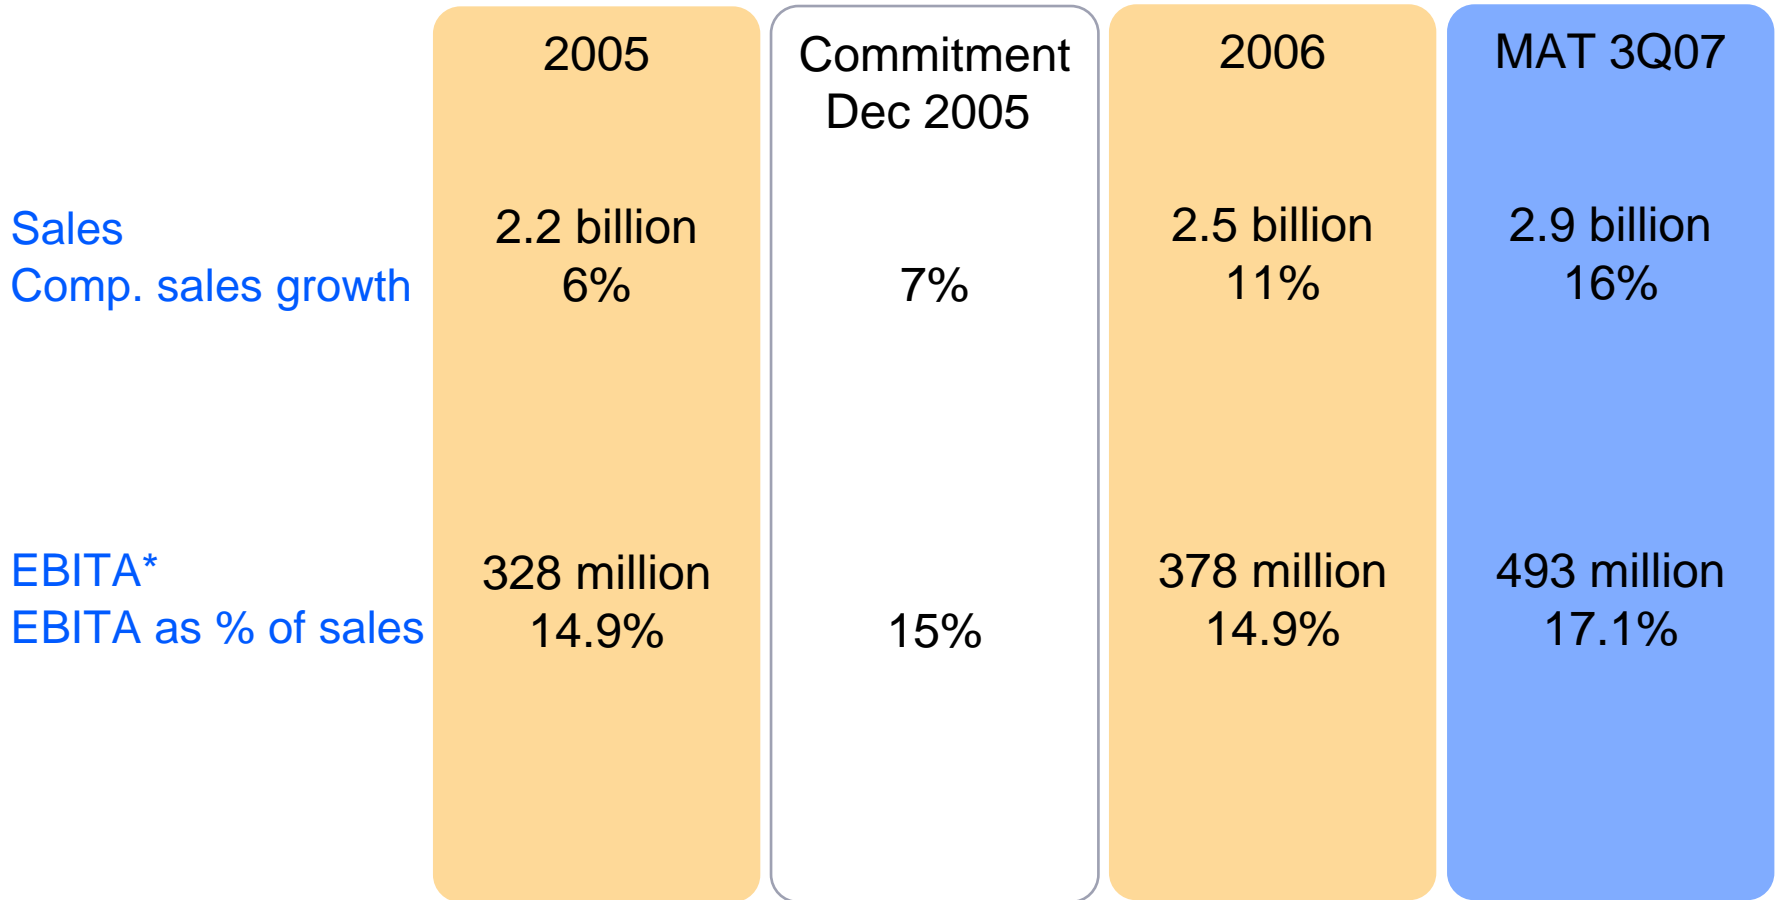 2005
Commitment
Dec 2005
2006
MAT 3Q07
Sales 2.2 billion 2.5 billion 2.9 billion
Comp. sales growth 6% 7% 11% 16%
EBITA* 328 million 378 million 493 million
EBITA as % of sales 14.9% 15% 14.9% 17.1%